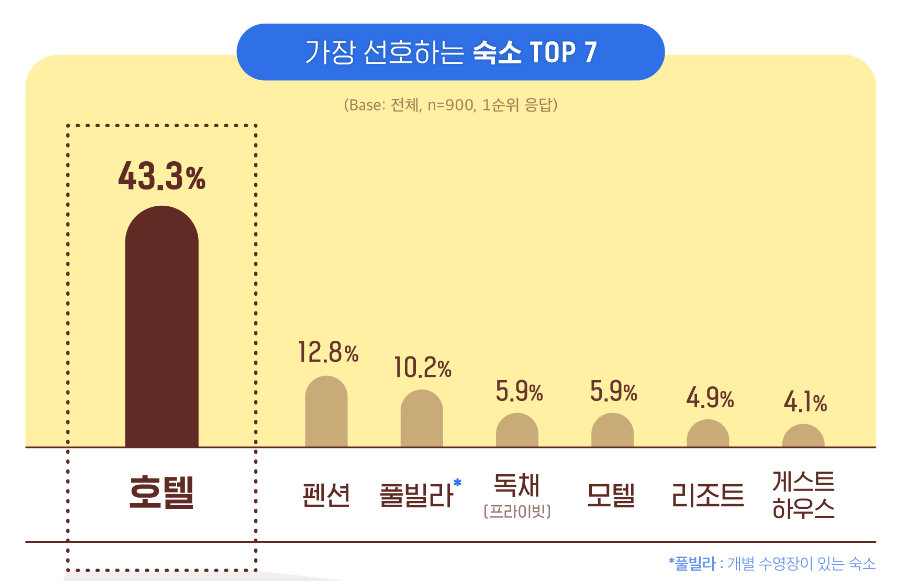 가장 선호하는 숙소 TOP 7
(Base: 전체, n=900, 1순위 응답)
43.3%
12.8%
10.2%
5.9%
5.9%
4.9%
4.1%
호텔
펜션
풀빌라*
독채
(프라이빗)
모텔
리조트
게스트
하우스
*풀빌라 : 개별 수영장이 있는 숙소